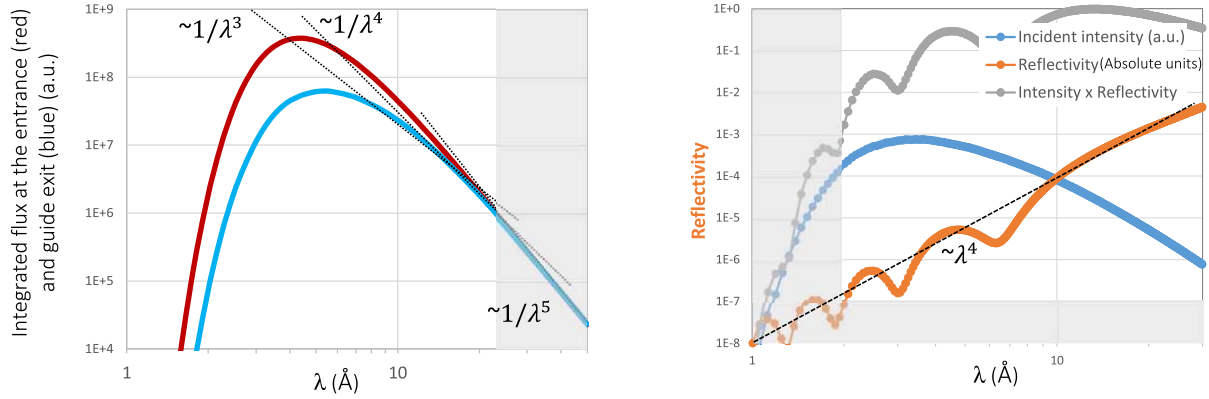 Integrated flux at the entrance (red)
and guide exit (blue) (a.u.)
1E+9
1E+8
1E+7
1E+6
1E+5
1E+4
~1/λ³
~1/λ⁴
~1/λ⁵
1
10
λ (Å)
Reflectivity
1E+0
1E-1
1E-2
1E-3
1E-4
1E-5
1E-6
1E-7
1E-8
Incident intensity (a.u.)
Reflectivity(Absolute units)
Intensity x Reflectivity
~λ⁴
1
10
λ (Å)